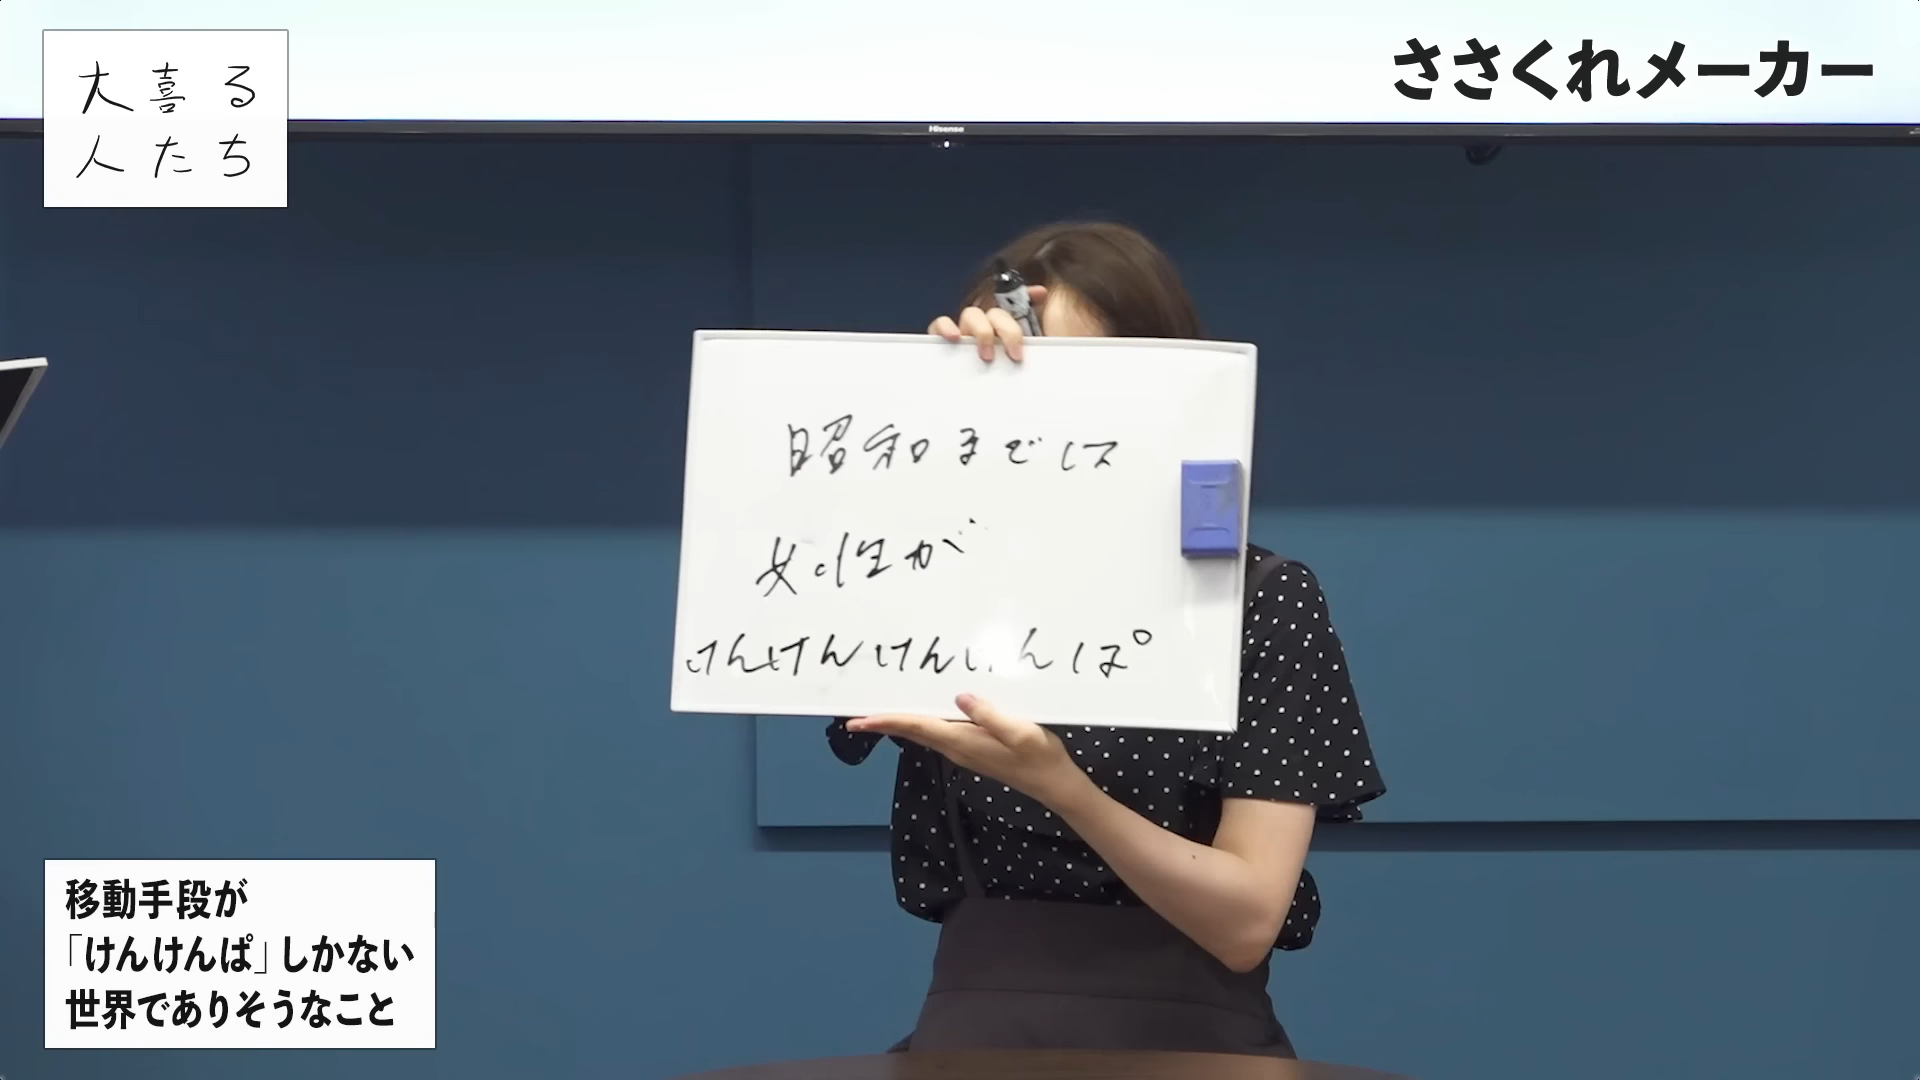 大喜る
人たち
ささくれメーカー
Hisense
昭和までは
女性が
けんけんけんけんぱ
移動手段が
「けんけんぱ」しかない
世界でありそうなこと